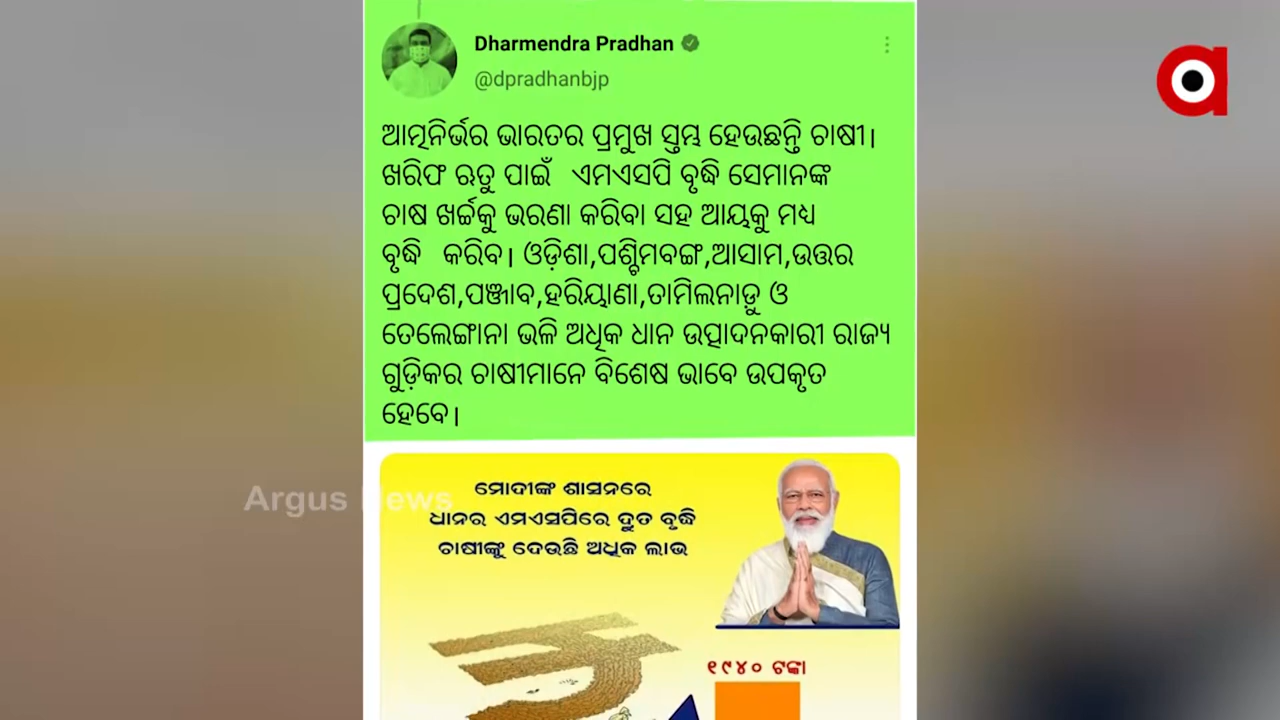 Dharmendra Pradhan
@dpradhanbjp
ଆତ୍ମନିର୍ଭର ଭାରତର ପ୍ରମୁଖ ସ୍ତମ୍ଭ ହେଉଛନ୍ତି ଚାଷୀ।
ଖରିଫ ଋତୁ ପାଇଁ ଏମଏସପି ବୃଦ୍ଧି ସେମାନଙ୍କ
ଚାଷ ଖର୍ଚ୍ଚକୁ ଭରଣା କରିବା ସହ ଆୟକୁ ମଧ୍ୟ
ବୃଦ୍ଧି କରିବ। ଓଡ଼ିଶା,ପଶ୍ଚିମବଙ୍ଗ,ଆସାମ,ଉତ୍ତର
ପ୍ରଦେଶ,ପଞ୍ଜାବ,ହରିୟାଣା,ତାମିଲନାଡୁ ଓ
ତେଲେଙ୍ଗାନା ଭଳି ଅଧିକ ଧାନ ଉତ୍ପାଦନକାରୀ ରାଜ୍ୟ
ଗୁଡ଼ିକର ଚାଷୀମାନେ ବିଶେଷ ଭାବେ ଉପକୃତ
ହେବେ।
Argus News
ମୋଦୀଙ୍କ ଶାସନରେ
ଧାନର ଏମଏସପିରେ ଦ୍ରୁତ ବୃଦ୍ଧି
ଚାଷୀଙ୍କୁ ଦେଉଛି ଅଧିକ ଲାଭ
୧୯୪୦ ଟଙ୍କା